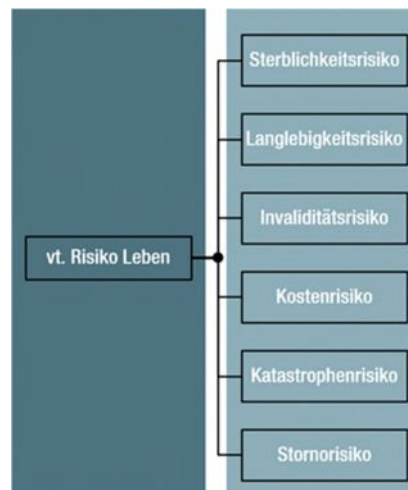 Sterblichkeitsrisiko
Langlebigkeitsrisiko
Invaliditätsrisiko
vt. Risiko Leben
Kostenrisiko
Katastrophenrisiko
Stornorisiko